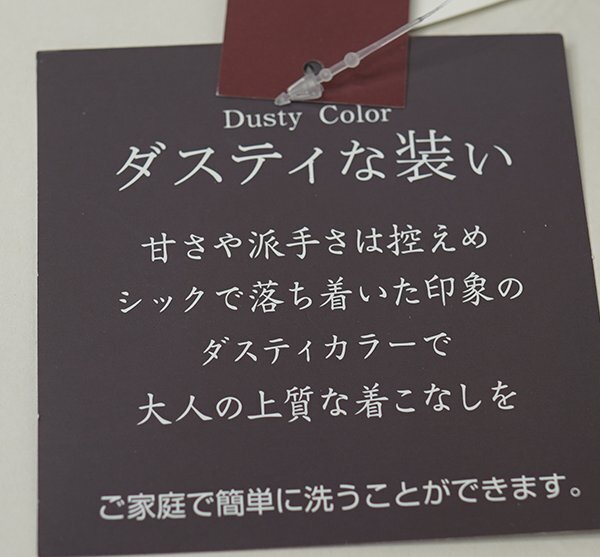 Dusty Color
ダスティな装い
甘さや派手さは控えめ
シックで落ち着いた印象の
ダスティカラーで
大人の上質な着こなしを
ご家庭で簡単に洗うことができます。